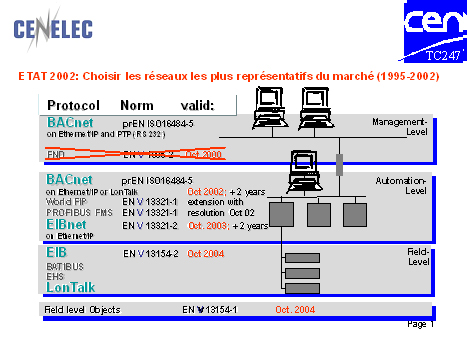 CENELEC
cen
TC247
ETAT 2002: Choisir les réseaux les plus représentatifs du marché (1995-2002)
Protocol Norm valid:
BACnet prEN ISO16484-5 Management-
on Ethernet/IP and PTP (RS 232) Level
FND ENV 1805-2 Oct 2000
BACnet prEN ISO16484-5 Automation-
on Ethernet/IP or LonTalk Oct 2002; +2 years Level
World FIP ENV 13321-1 extension with
PROFIBUS FMS ENV 13321-1 resolution Oct 02
EIBnet ENV 13321-2 Oct. 2003; +2 years
on Ethernet/IP
EIB ENV 13154-2 Oct 2004 Field-
BATIBUS Level
EHS
LonTalk
Field level Objects ENV 13154-1 Oct. 2004
Page 1